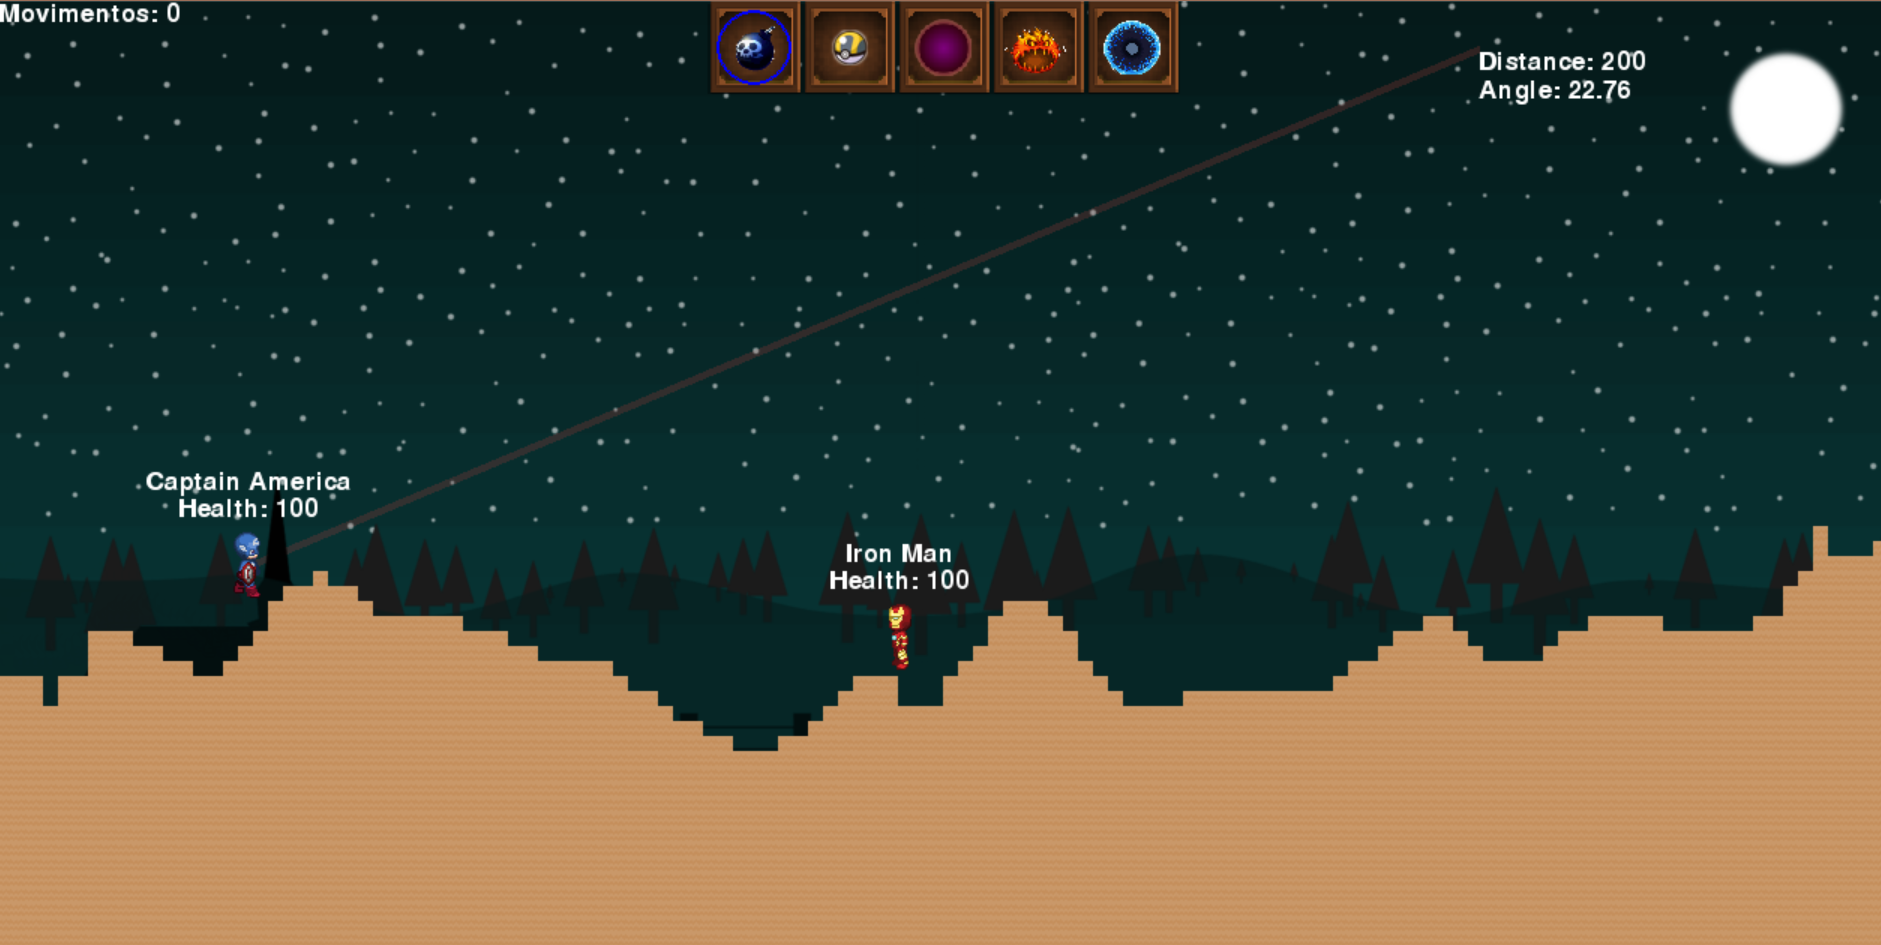 Movimentos: 0
Distance: 200
Angle: 22.76
Captain America
Health: 100
Iron Man
Health: 100